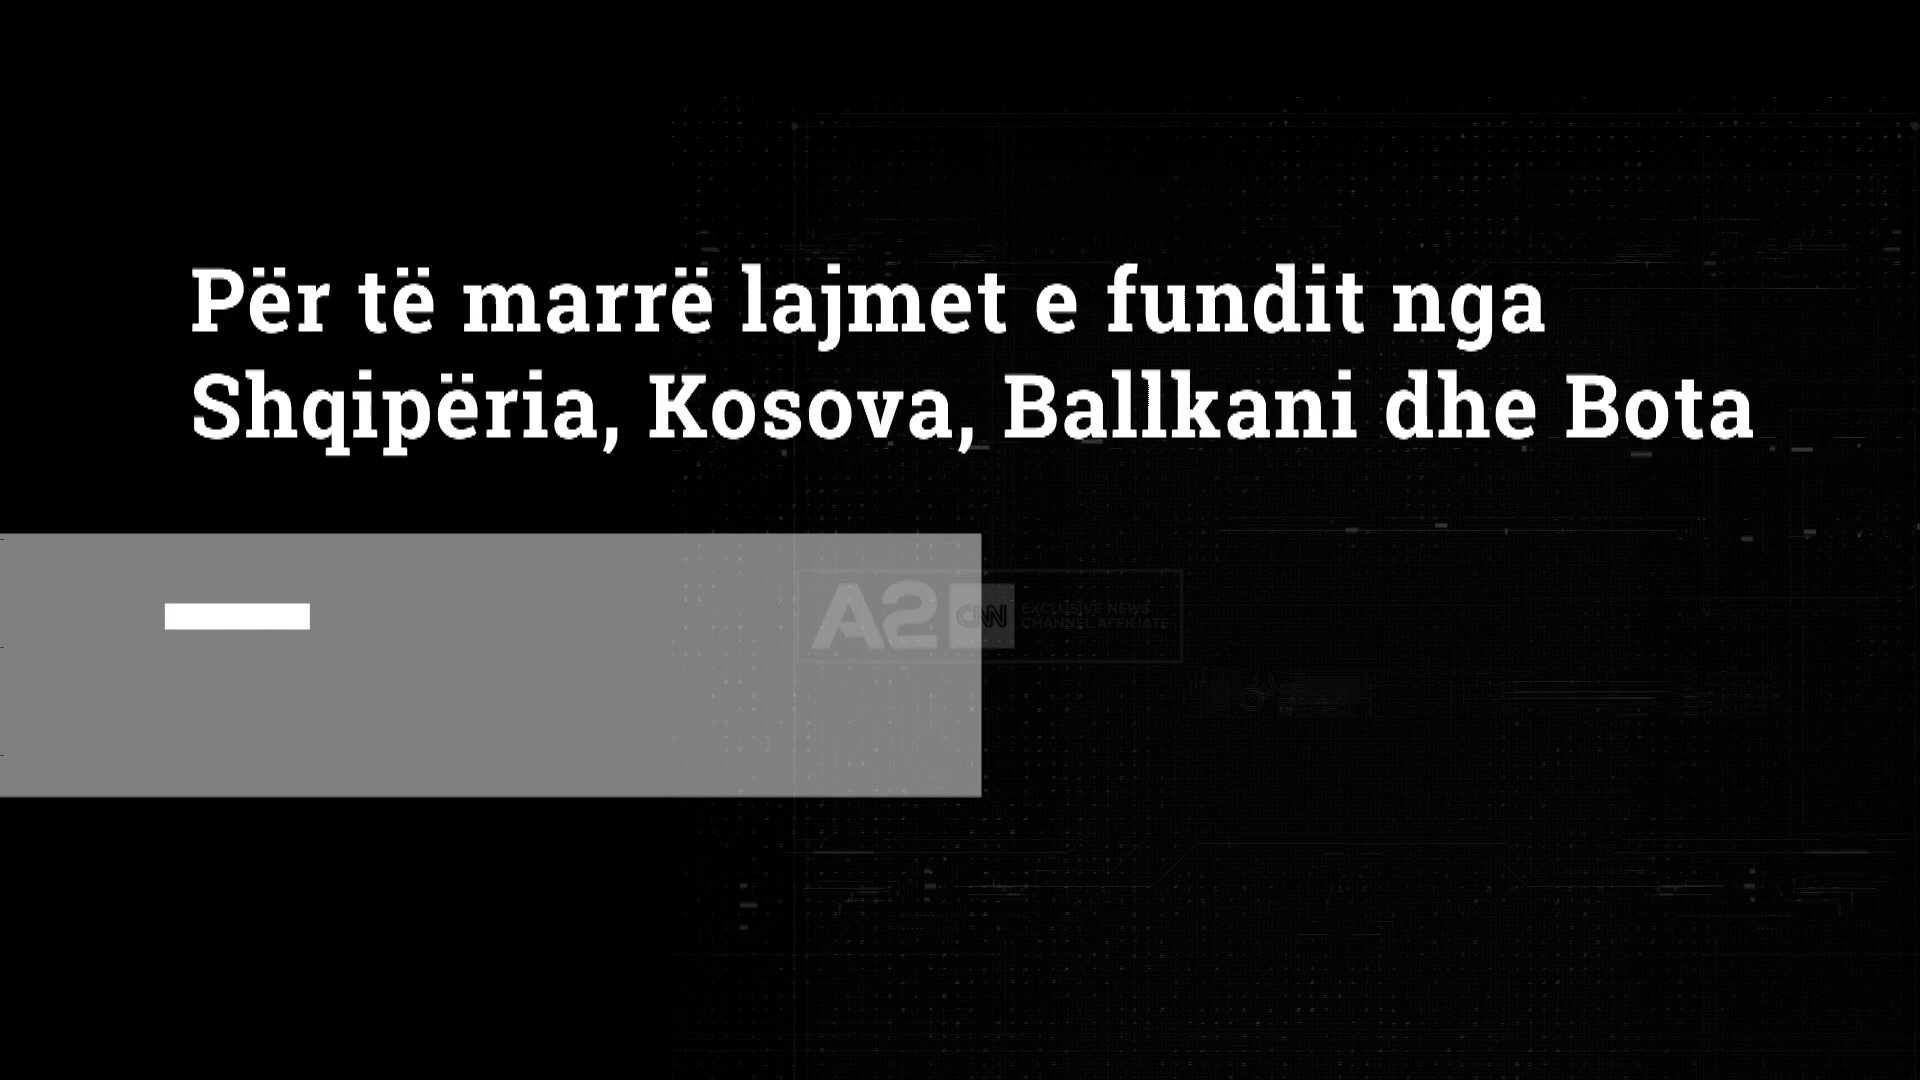 Për të marrë lajmet e fundit nga
Shqipëria, Kosova, Ballkani dhe Bota
A2 CNN EXCLUSIVE NEWS
CHANNEL AFFILIATE